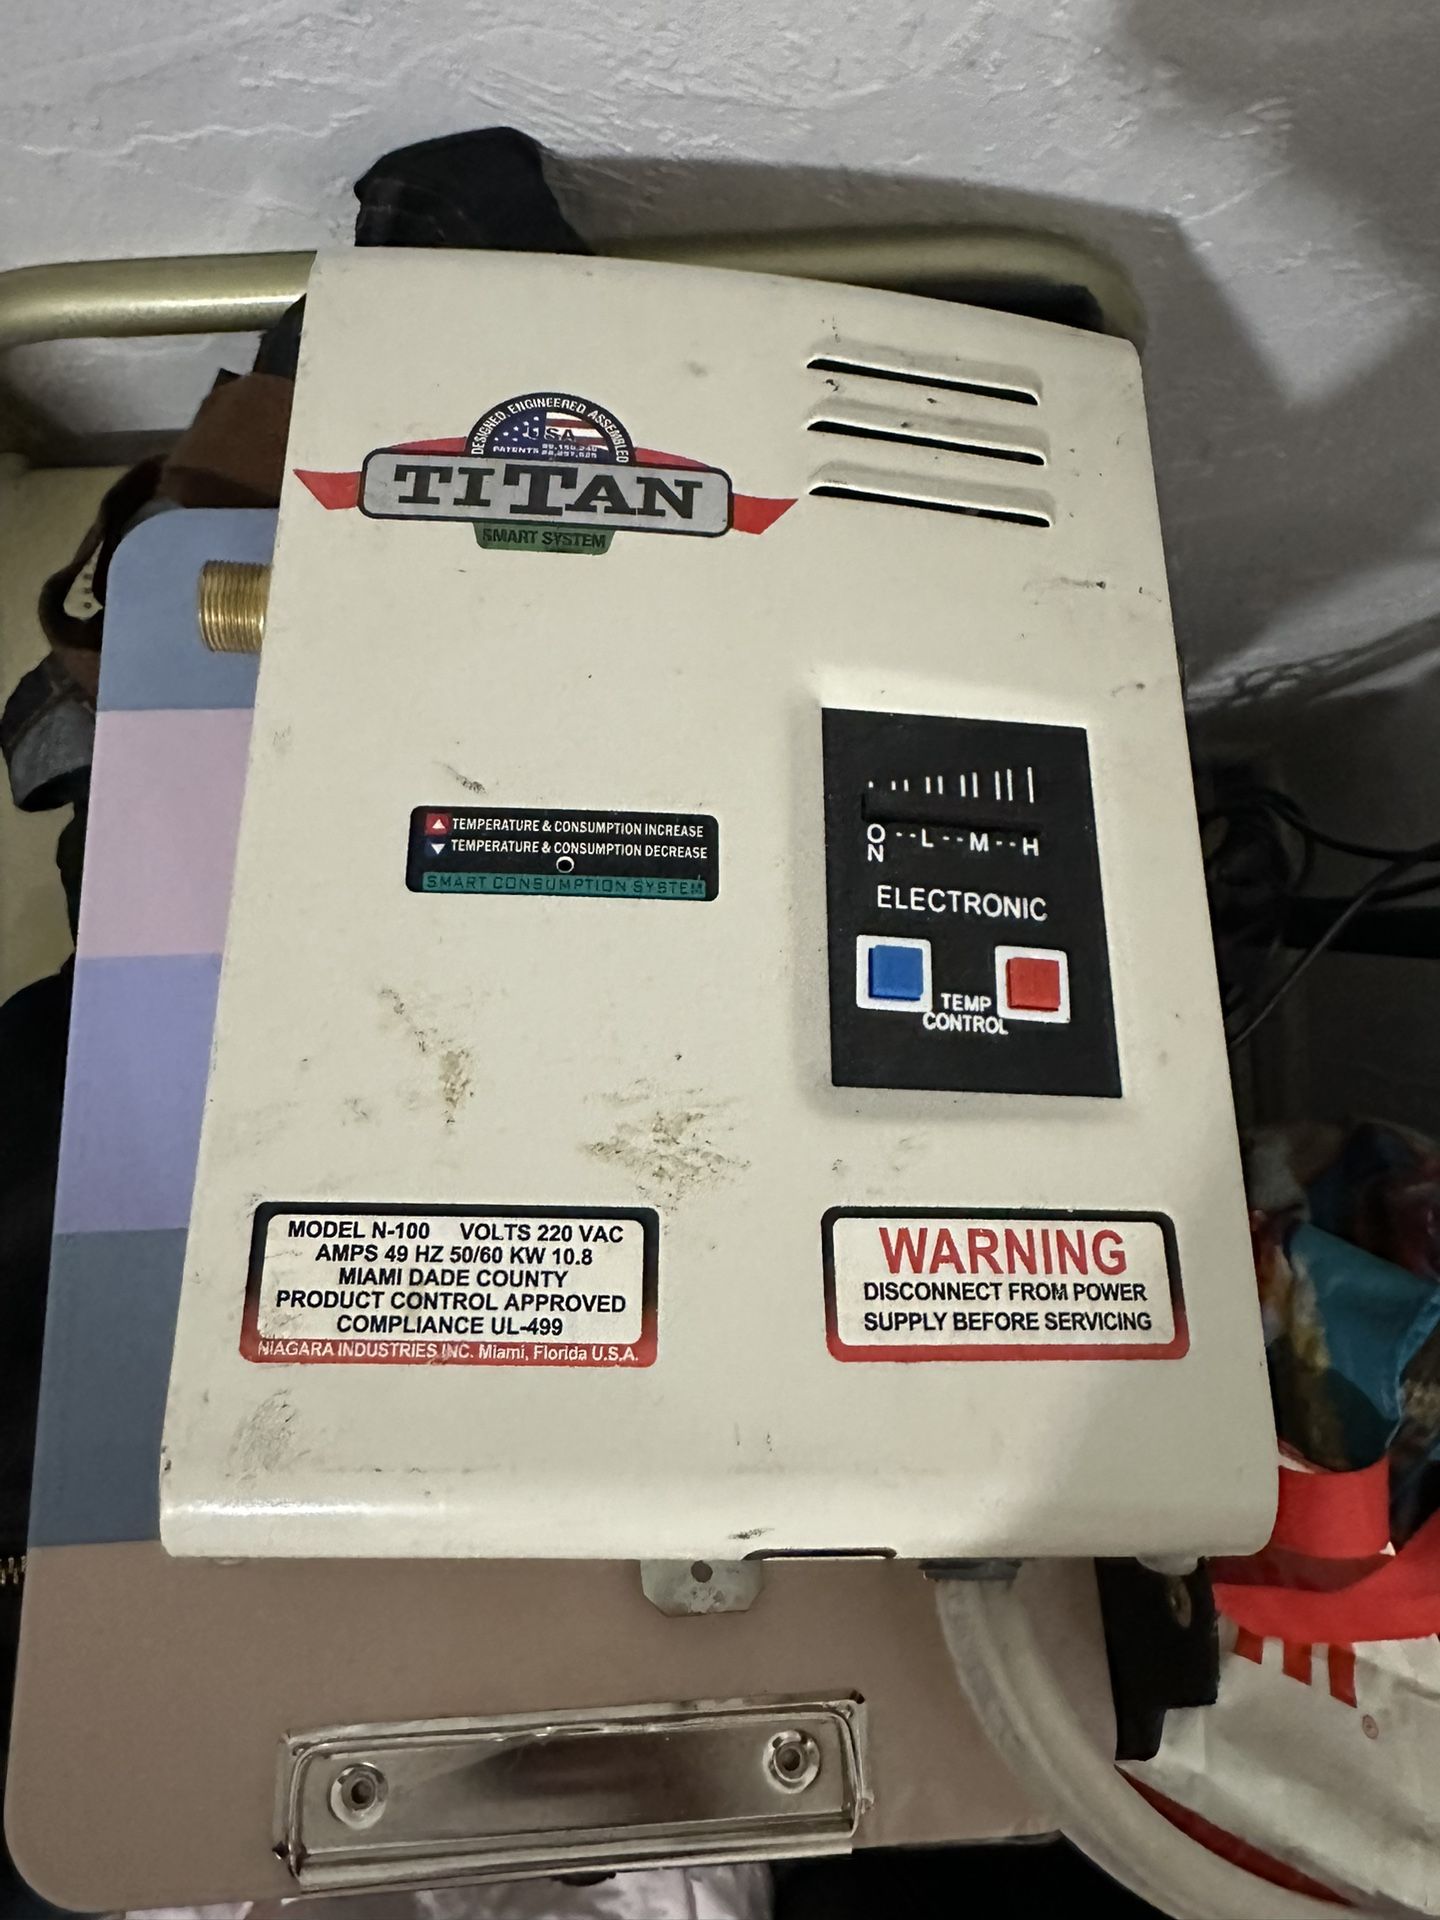 DESIGNED, ENGINEERED, ASSEMBLED
USA
PATENTS
TITAN
SMART SYSTEM
TEMPERATURE & CONSUMPTION INCREASE
TEMPERATURE & CONSUMPTION DECREASE
SMART CONSUMPTION SYSTEM
ON --L--M--H
ELECTRONIC
TEMP
CONTROL
MODEL N-100 VOLTS 220 VAC
AMPS 49 HZ 50/60 KW 10.8
MIAMI DADE COUNTY
PRODUCT CONTROL APPROVED
COMPLIANCE UL-499
NIAGARA INDUSTRIES INC. Miami, Florida U.S.A.
WARNING
DISCONNECT FROM POWER
SUPPLY BEFORE SERVICING